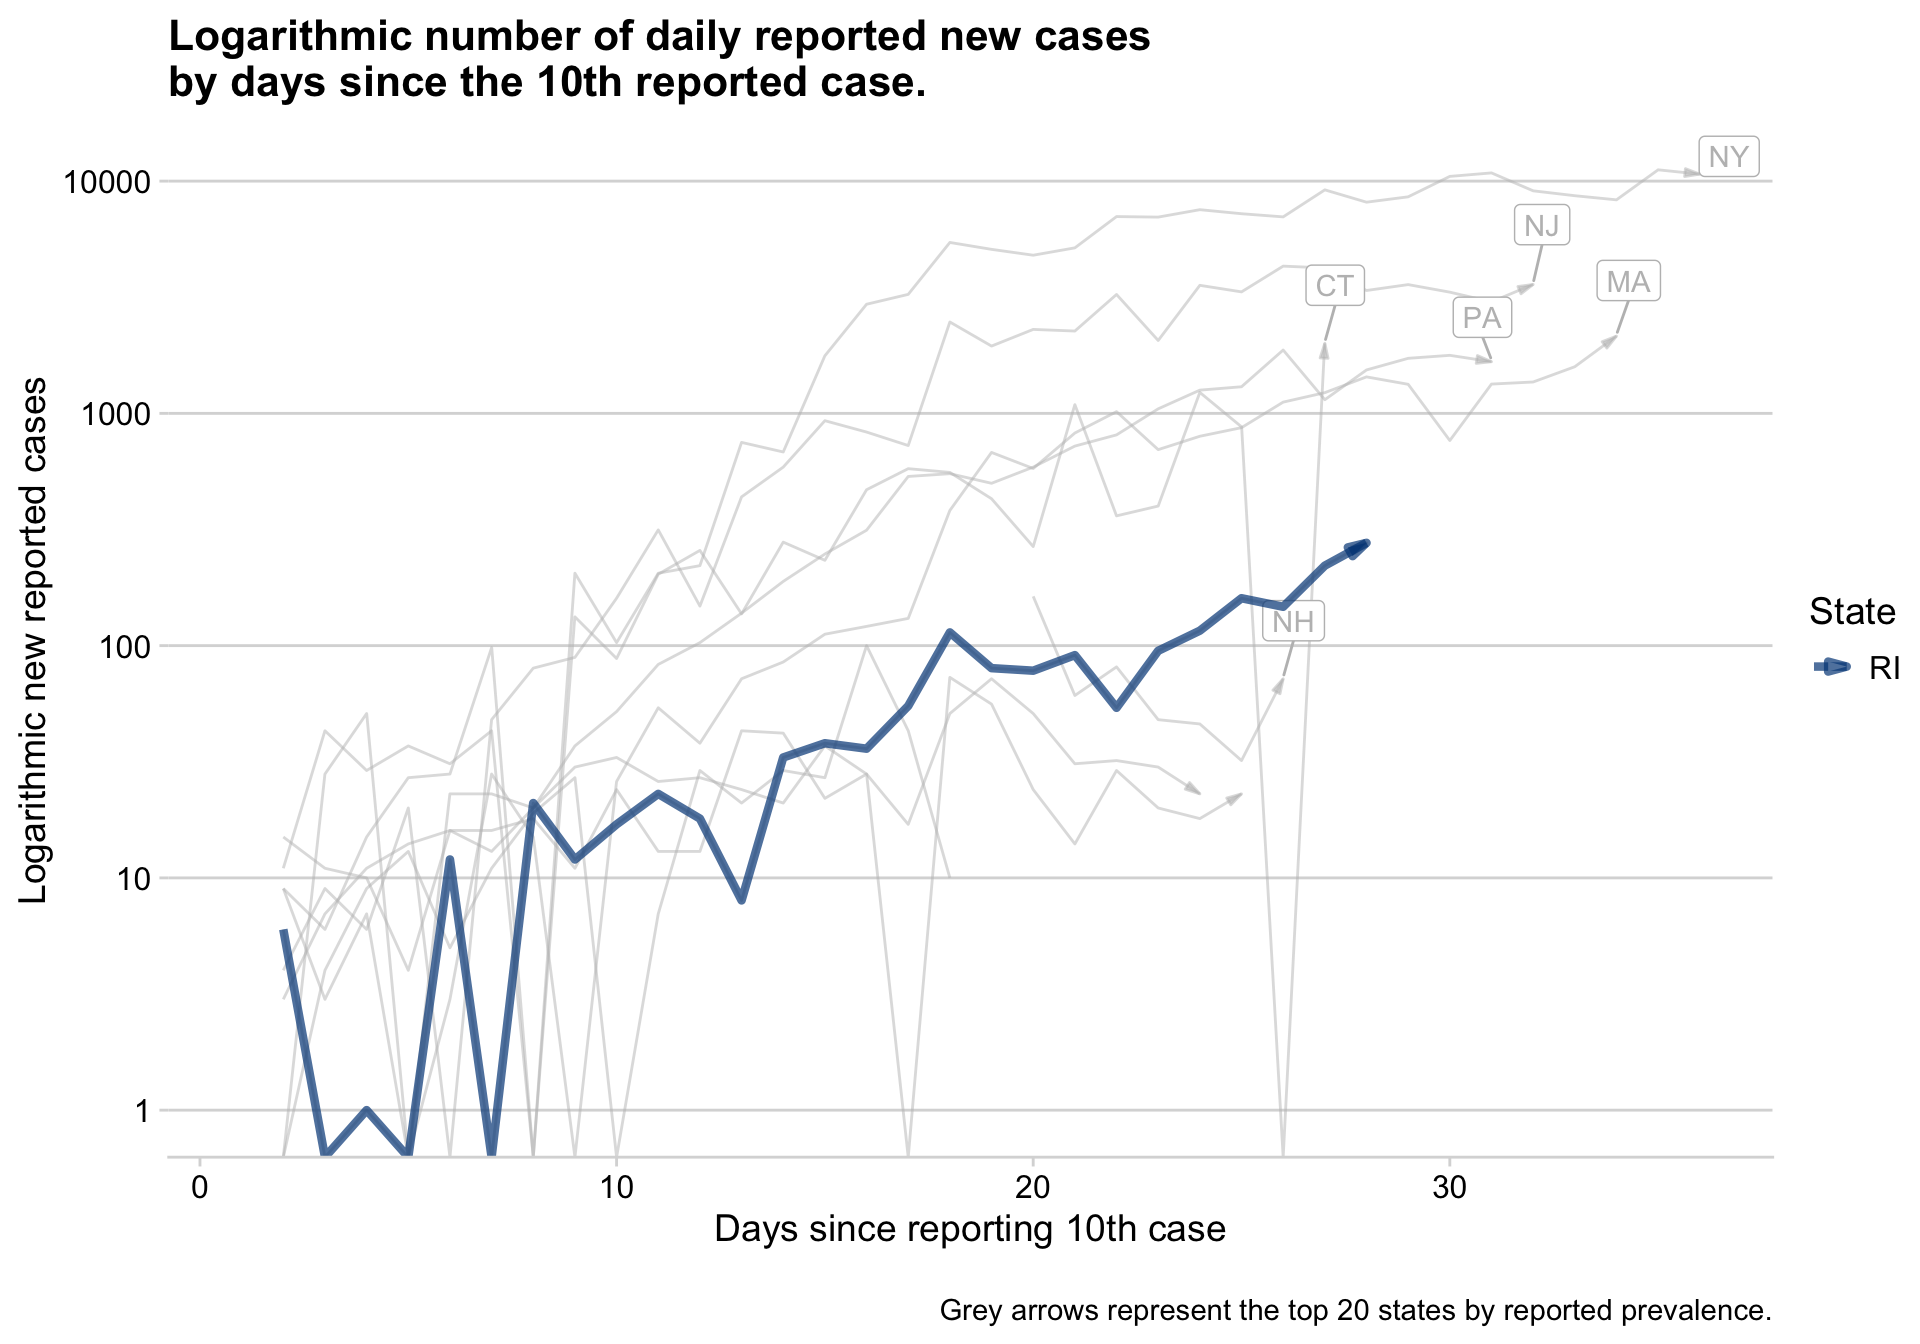 Logarithmic number of daily reported new cases
by days since the 10th reported case.
Logarithmic new reported cases
10000
1000
100
10
1
NY
NJ
MA
CT
PA
NH
State
RI
0
10
20
30
Days since reporting 10th case
Grey arrows represent the top 20 states by reported prevalence.